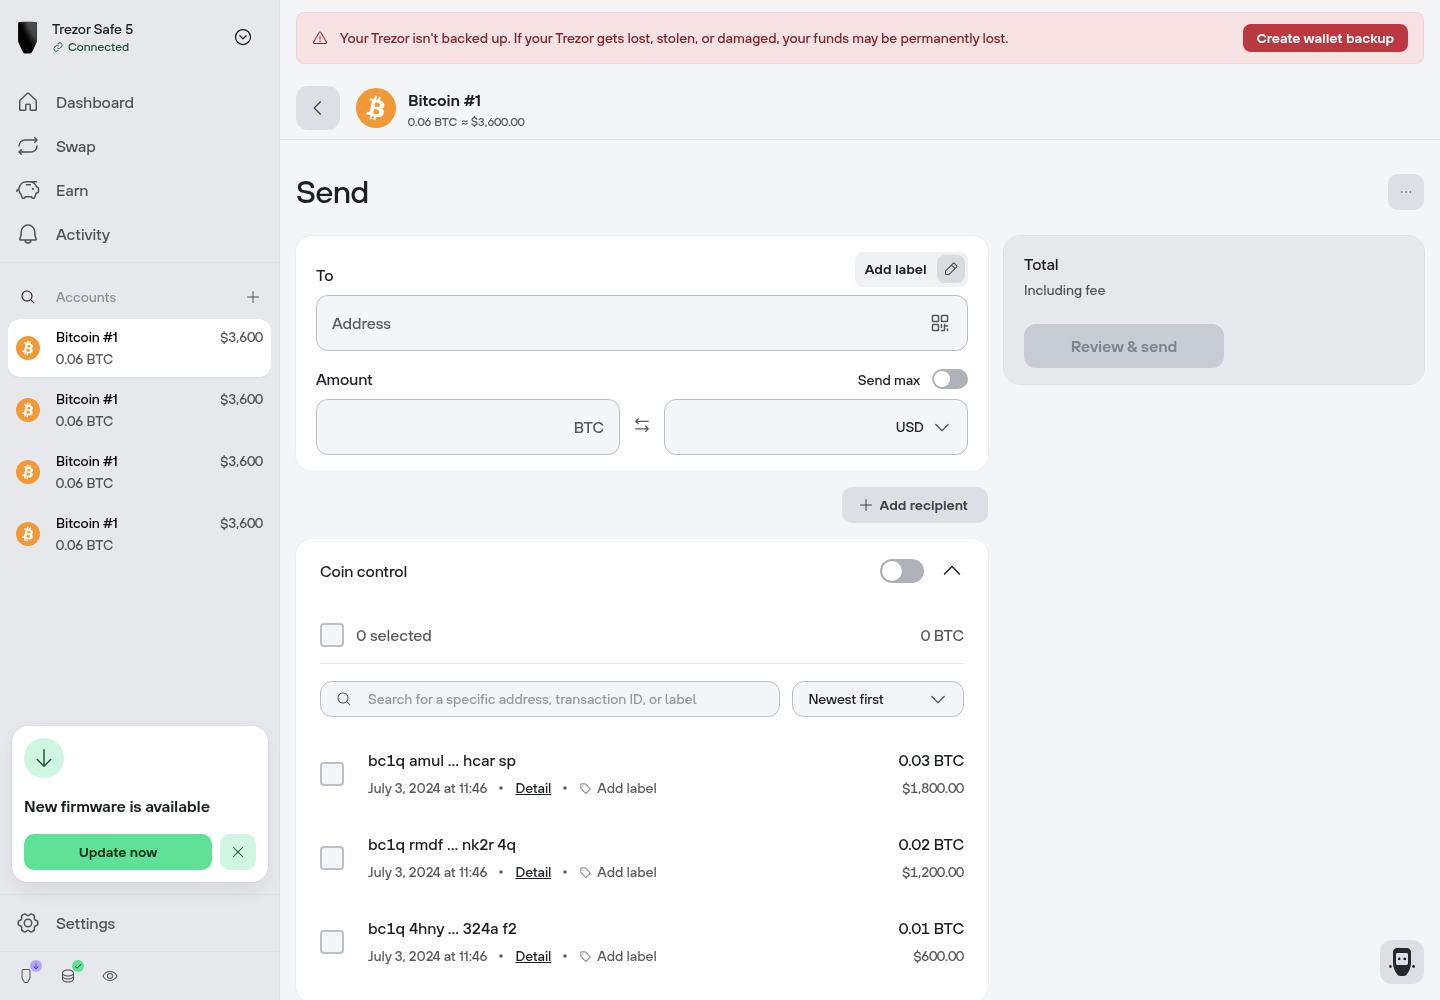 Trezor Safe 5
Connected
Dashboard
Swap
Earn
Activity
Accounts
Bitcoin #1 $3,600
0.06 BTC
Bitcoin #1 $3,600
0.06 BTC
Bitcoin #1 $3,600
0.06 BTC
Bitcoin #1 $3,600
0.06 BTC
New firmware is available
Update now
Settings
Your Trezor isn't backed up. If your Trezor gets lost, stolen, or damaged, your funds may be permanently lost.
Create wallet backup
Bitcoin #1
0.06 BTC ≈ $3,600.00
Send
To
Add label
Address
Amount
Send max
BTC
USD
Add recipient
Coin control
0 selected 0 BTC
Search for a specific address, transaction ID, or label
Newest first
bc1q amul ... hcar sp 0.03 BTC
July 3, 2024 at 11:46 • Detail • Add label $1,800.00
bc1q rmdf ... nk2r 4q 0.02 BTC
July 3, 2024 at 11:46 • Detail • Add label $1,200.00
bc1q 4hny ... 324a f2 0.01 BTC
July 3, 2024 at 11:46 • Detail • Add label $600.00
Total
Including fee
Review & send